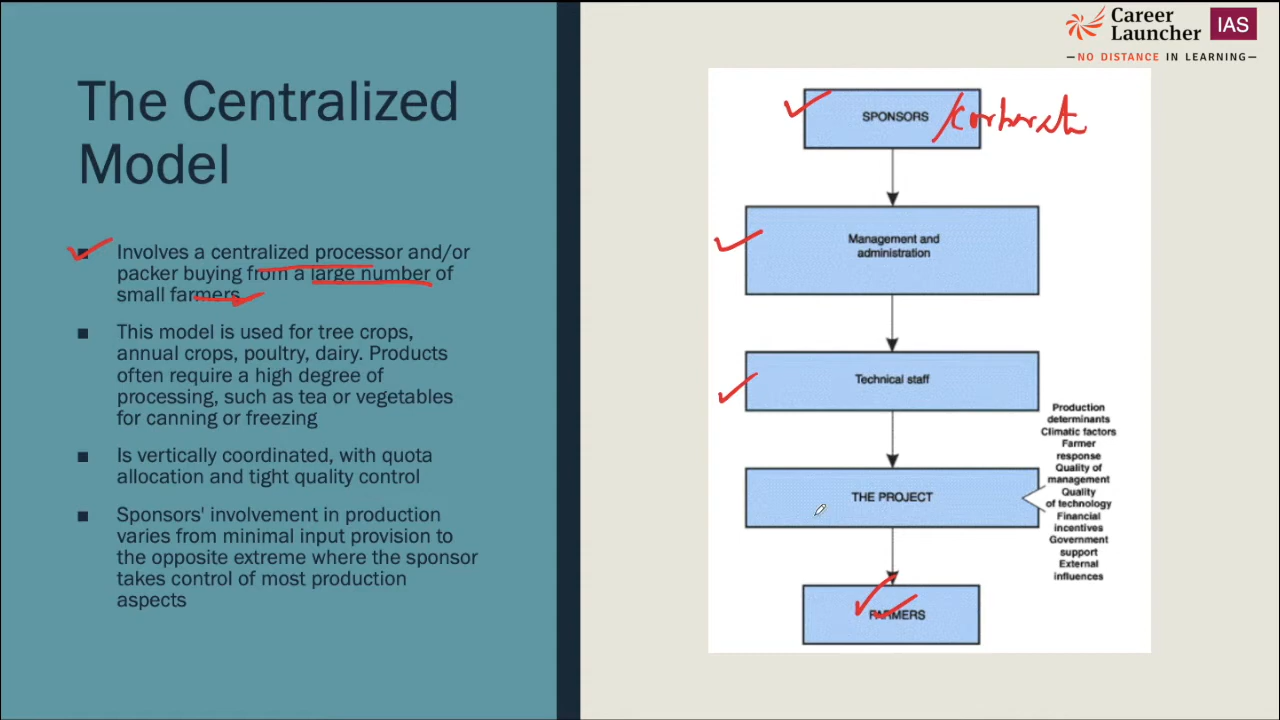 Career
Launcher
IAS
NO DISTANCE IN LEARNING
The Centralized
Model
■ Involves a centralized processor and/or
packer buying from a large number of
small farmers
■ This model is used for tree crops,
annual crops, poultry, dairy. Products
often require a high degree of
processing, such as tea or vegetables
for canning or freezing
■ Is vertically coordinated, with quota
allocation and tight quality control
■ Sponsors' involvement in production
varies from minimal input provision to
the opposite extreme where the sponsor
takes control of most production
aspects
SPONSORS
Management and
administration
Technical staff
THE PROJECT
Production
determinants
Climatic factors
Farmer
response
Quality of
management
Quality
of technology
Financial
incentives
Government
support
External
influences
FARMERS